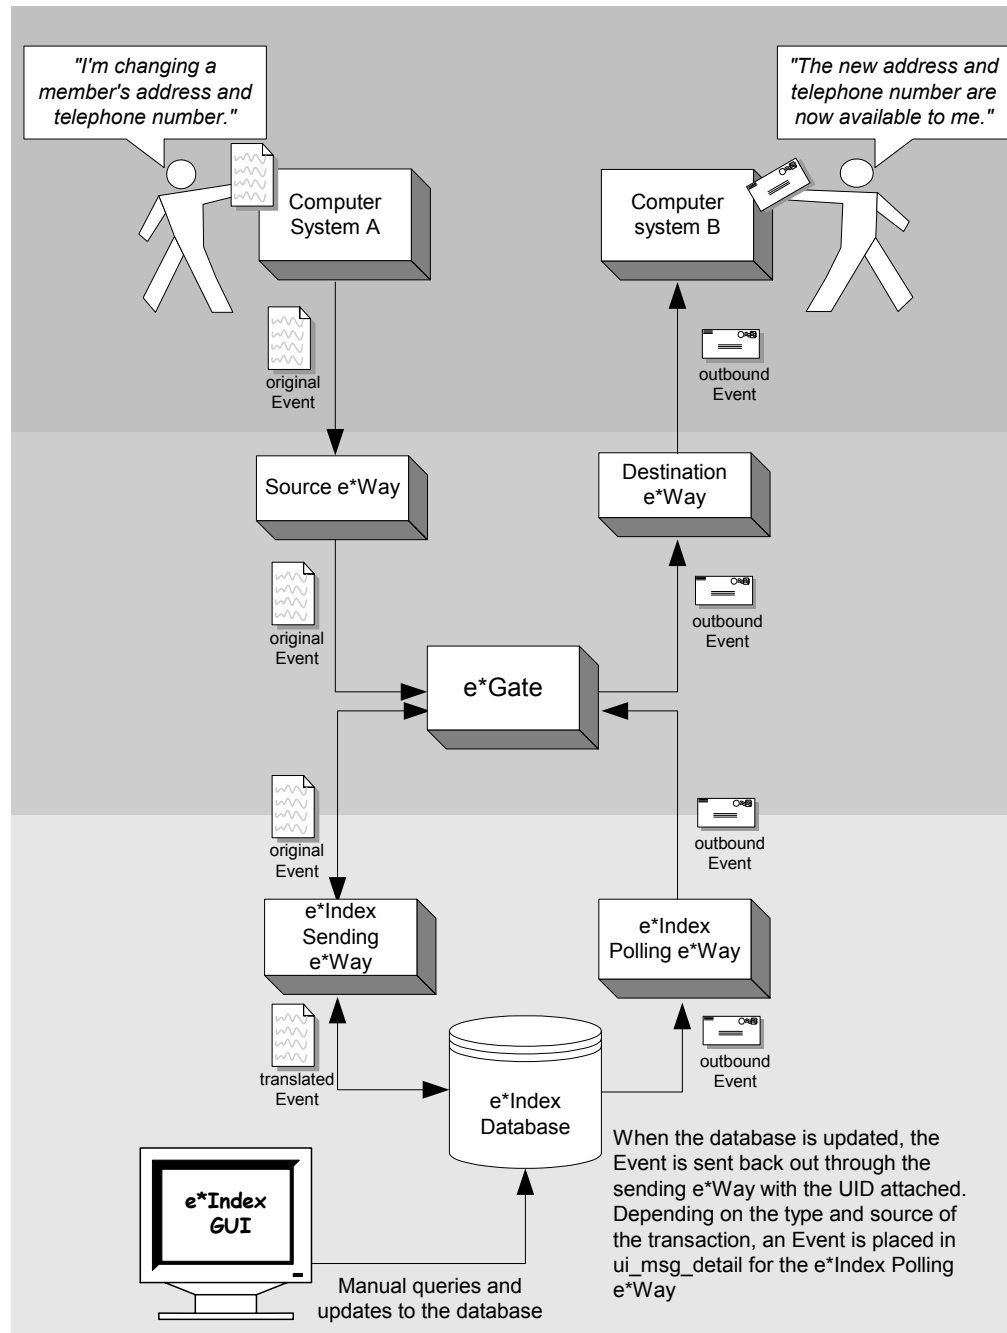 "I'm changing a
member's address and
telephone number."
"The new address and
telephone number are
now available to me."
Computer
System A
Computer
system B
original
Event
outbound
Event
Source e*Way
Destination
e*Way
original
Event
outbound
Event
e*Gate
original
Event
outbound
Event
e*Index
Sending
e*Way
e*Index
Polling e*Way
translated
Event
outbound
Event
e*Index
Database
e*Index
GUI
Manual queries and
updates to the database
When the database is updated, the
Event is sent back out through the
sending e*Way with the UID attached.
Depending on the type and source of
the transaction, an Event is placed in
ui_msg_detail for the e*Index Polling
e*Way